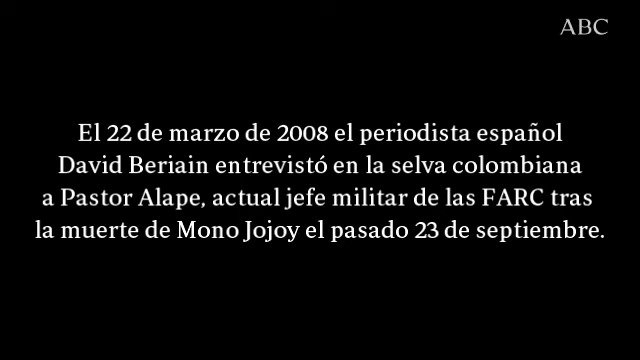 ABC
El 22 de marzo de 2008 el periodista español
David Beriain entrevistó en la selva colombiana
a Pastor Alape, actual jefe militar de las FARC tras
la muerte de Mono Jojoy el pasado 23 de septiembre.